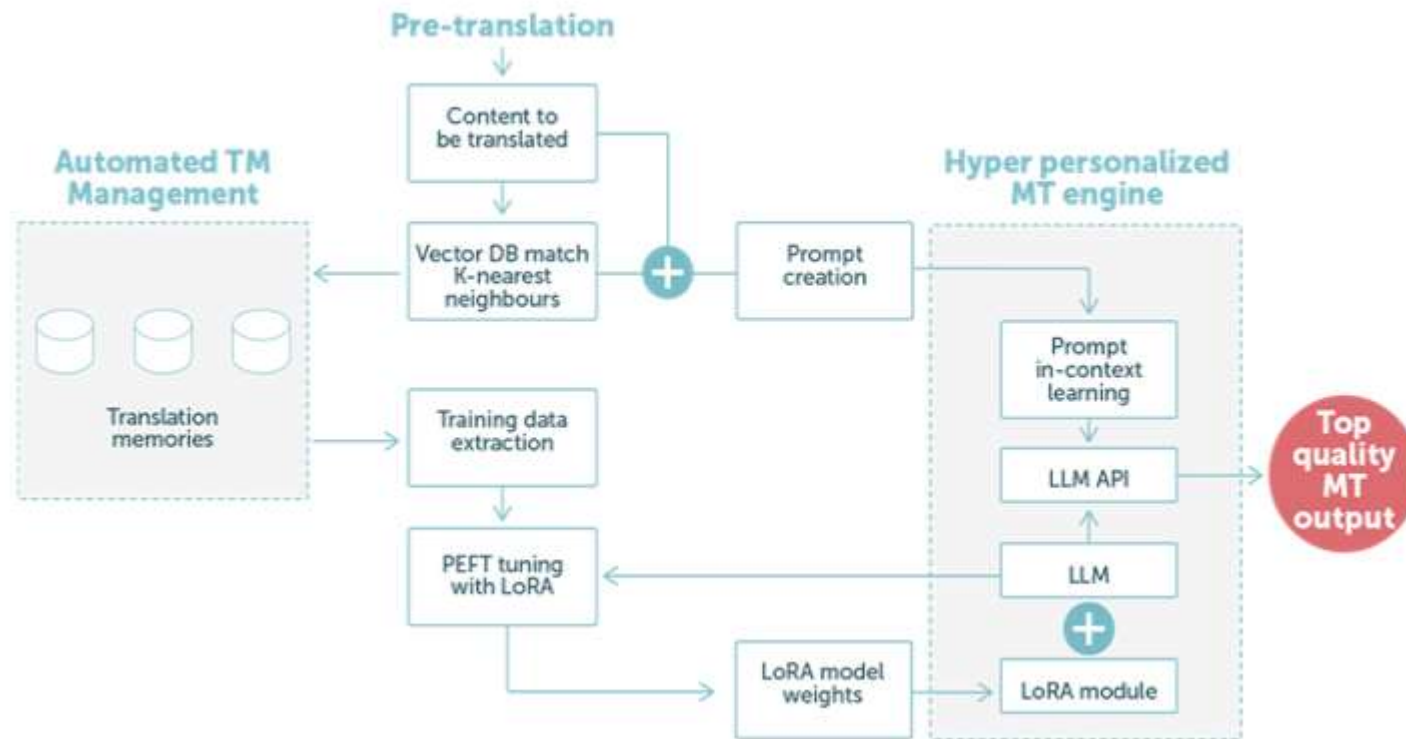 Pre-translation
Content to
be translated
Automated TM
Management
Hyper personalized
MT engine
Vector DB match
K-nearest
neighbours
Prompt
creation
Translation
memories
Training data
extraction
Prompt
in-context
learning
LLM API
Top
quality
MT
output
PEFT tuning
with LoRA
LLM
LoRA model
weights
LoRA module